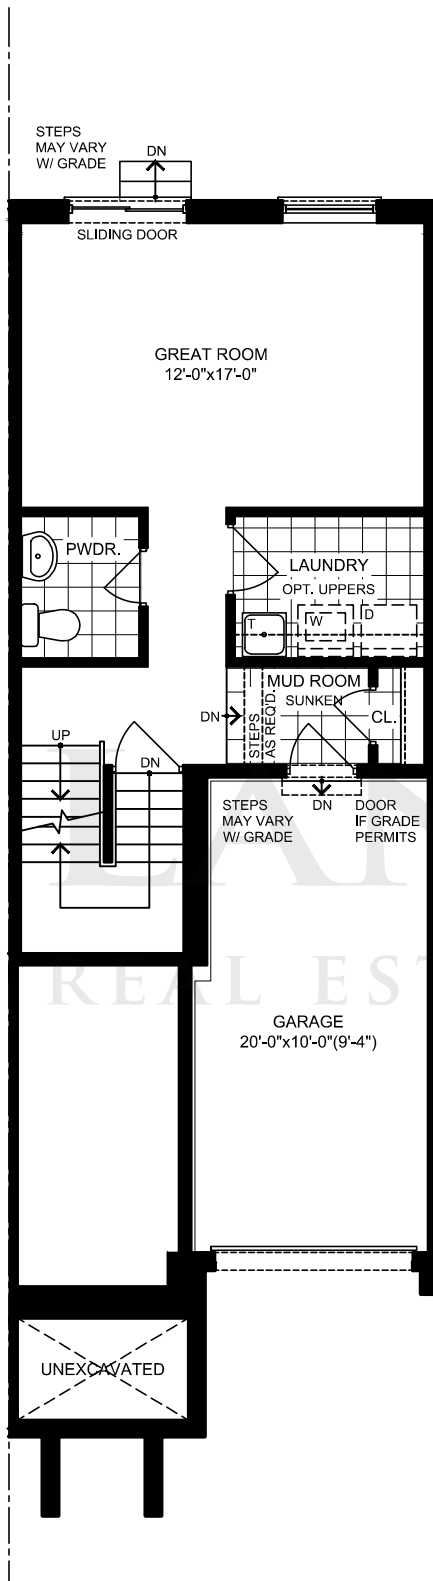 STEPS
MAY VARY
W/ GRADE
DN
SLIDING DOOR
GREAT ROOM
12'-0"x17'-0"
PWDR.
LAUNDRY
OPT. UPPERS
T
W
D
MUD ROOM
SUNKEN
STEPS
AS REQ'D.
CL.
DN
UP
DN
STEPS
MAY VARY
W/ GRADE
DN
DOOR
IF GRADE
PERMITS
LAN
REAL EST
GARAGE
20'-0"x10'-0"(9'-4")
UNEXCAVATED